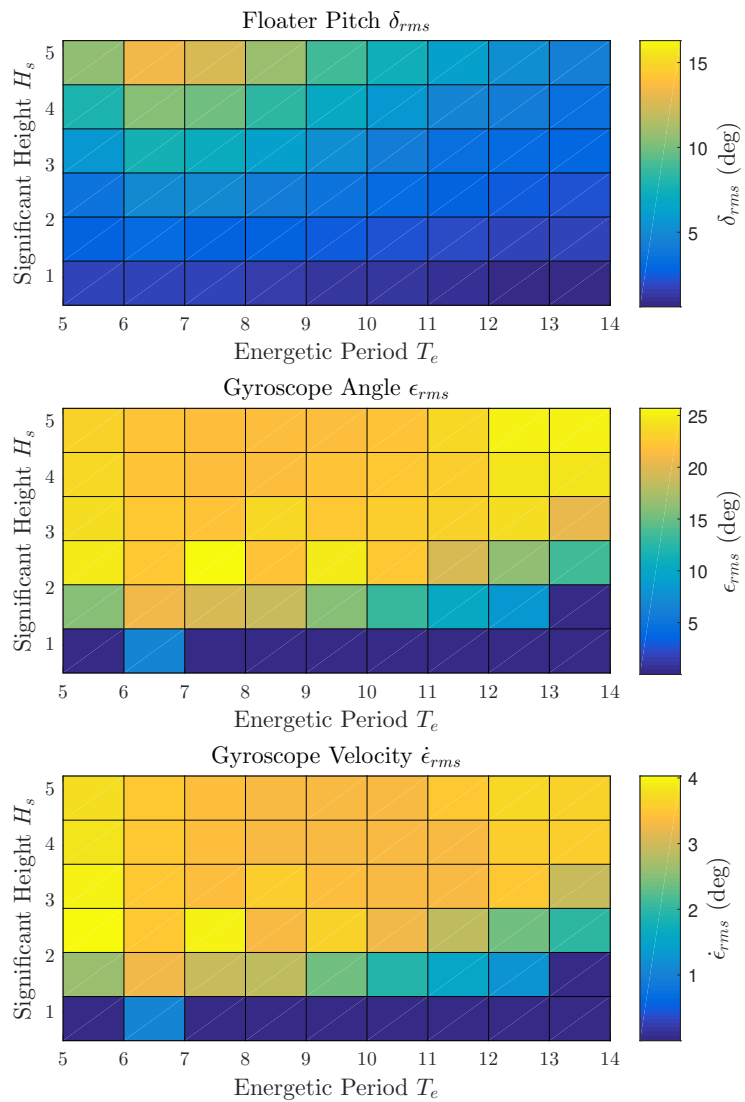 Floater Pitch δ_rms
Significant Height H_s
5
4
3
2
1
5 6 7 8 9 10 11 12 13 14
Energetic Period T_e
15
10
5
δ_rms (deg)
Gyroscope Angle ϵ_rms
Significant Height H_s
5
4
3
2
1
5 6 7 8 9 10 11 12 13 14
Energetic Period T_e
25
20
15
10
5
ϵ_rms (deg)
Gyroscope Velocity ϵ̇_rms
Significant Height H_s
5
4
3
2
1
5 6 7 8 9 10 11 12 13 14
Energetic Period T_e
4
3
2
1
ϵ̇_rms (deg)